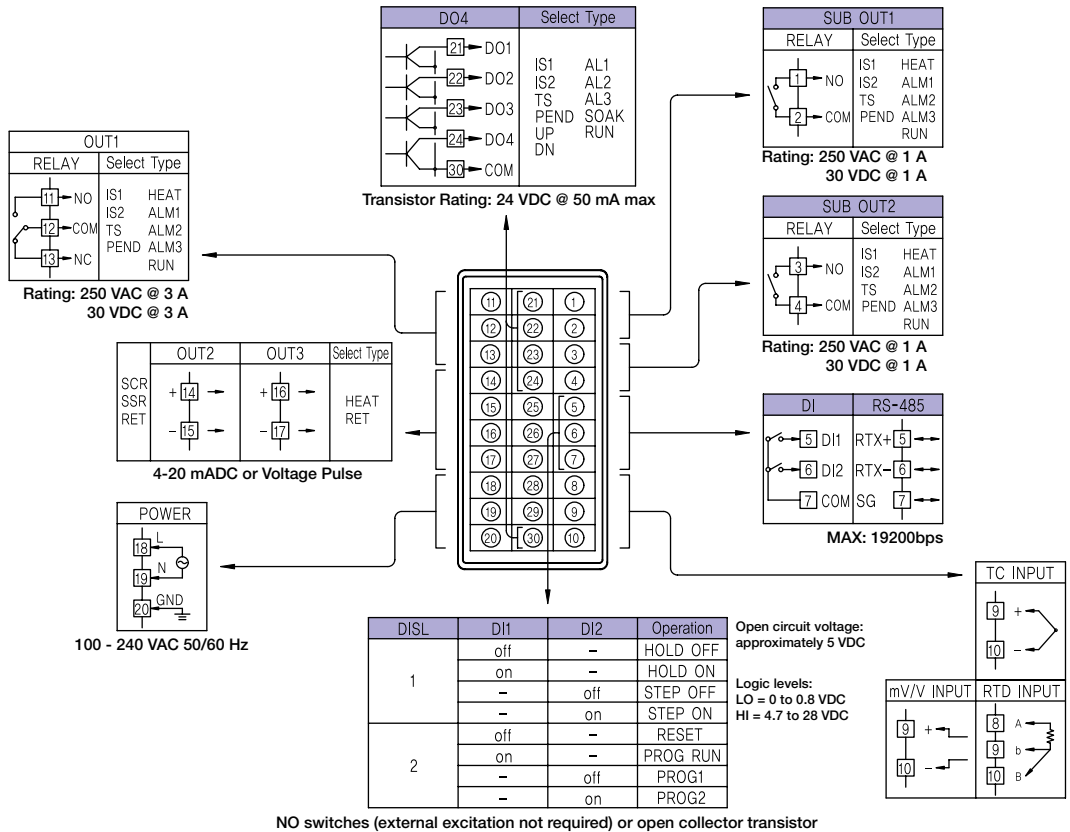 DO4 Select Type
21 DO1
22 DO2
23 DO3
24 DO4
30 COM
IS1 AL1
IS2 AL2
TS AL3
PEND SOAK
UP RUN
DN
Transistor Rating: 24 VDC @ 50 mA max
SUB OUT1
RELAY Select Type
1 NO
2 COM
IS1 HEAT
IS2 ALM1
TS ALM2
PEND ALM3
RUN
Rating: 250 VAC @ 1 A
30 VDC @ 1 A
OUT1
RELAY Select Type
11 NO
12 COM
13 NC
IS1 HEAT
IS2 ALM1
TS ALM2
PEND ALM3
RUN
Rating: 250 VAC @ 3 A
30 VDC @ 3 A
SUB OUT2
RELAY Select Type
3 NO
4 COM
IS1 HEAT
IS2 ALM1
TS ALM2
PEND ALM3
RUN
Rating: 250 VAC @ 1 A
30 VDC @ 1 A
11 21 1
12 22 2
13 23 3
14 24 4
15 25 5
16 26 6
17 27 7
18 28 8
19 29 9
20 30 10
OUT2 OUT3 Select Type
SCR
SSR
RET
+ 14 + 16
- 15 - 17
HEAT
RET
4-20 mADC or Voltage Pulse
DI RS-485
5 DI1 RTX+ 5
6 DI2 RTX- 6
7 COM SG 7
MAX: 19200bps
POWER
18 L
19 N
20 GND
100 - 240 VAC 50/60 Hz
TC INPUT
9 +
10 -
mV/V INPUT RTD INPUT
9 +
10 -
8 A
9 b
10 B
DISL DI1 DI2 Operation
1
off – HOLD OFF
on – HOLD ON
– off STEP OFF
– on STEP ON
2
off – RESET
on – PROG RUN
– off PROG1
– on PROG2
Open circuit voltage:
approximately 5 VDC
Logic levels:
LO = 0 to 0.8 VDC
HI = 4.7 to 28 VDC
NO switches (external excitation not required) or open collector transistor